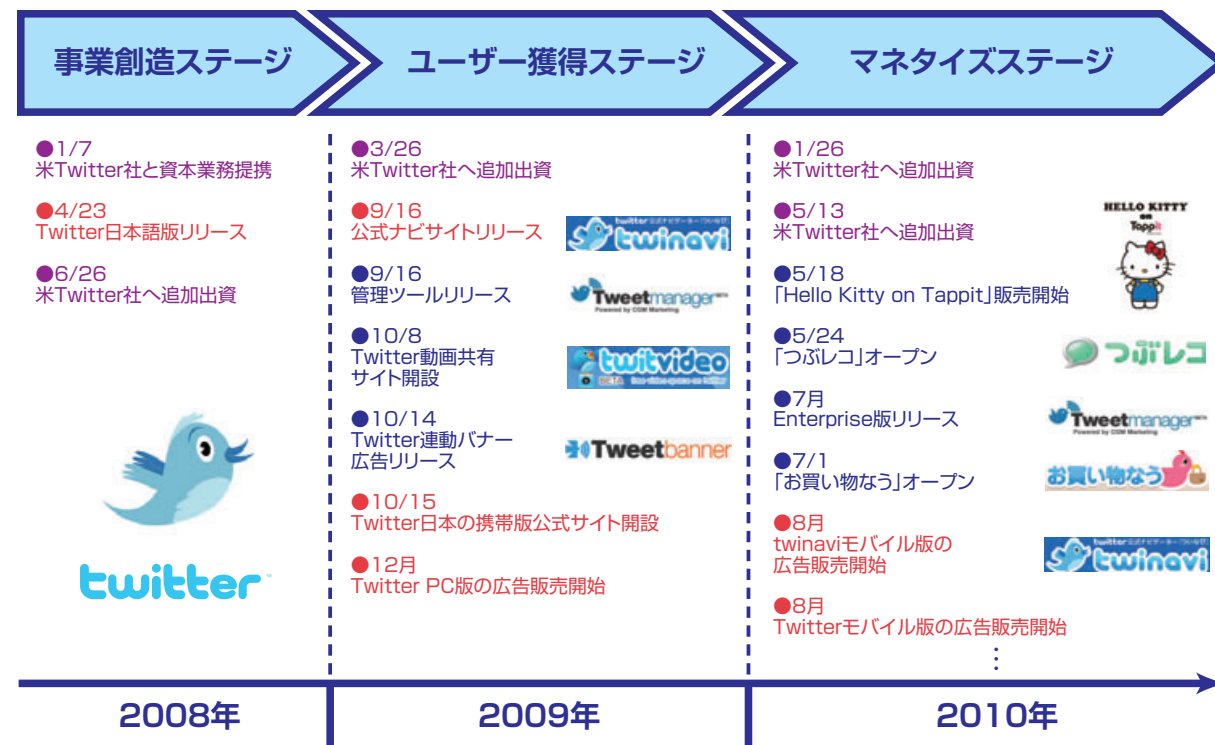 事業創造ステージ
ユーザー獲得ステージ
マネタイズステージ
●1/7
米Twitter社と資本業務提携
●4/23
Twitter日本語版リリース
●6/26
米Twitter社へ追加出資
twitter
●3/26
米Twitter社へ追加出資
●9/16
公式ナビサイトリリース
twinavi
●9/16
管理ツールリリース
Tweetmanager
Powered by CGM Marketing
●10/8
Twitter動画共有
サイト開設
twitvideo
BETA free video space on twitter
●10/14
Twitter連動バナー
広告リリース
Tweetbanner
●10/15
Twitter日本の携帯版公式サイト開設
●12月
Twitter PC版の広告販売開始
●1/26
米Twitter社へ追加出資
●5/13
米Twitter社へ追加出資
HELLO KITTY
on
Tappit
●5/18
「Hello Kitty on Tappit」販売開始
●5/24
「つぶレコ」オープン
つぶレコ
●7月
Enterprise版リリース
Tweetmanager
Powered by CGM Marketing
●7/1
「お買い物なう」オープン
お買い物なう
●8月
twinaviモバイル版の
広告販売開始
twinavi
●8月
Twitterモバイル版の広告販売開始
⋮
2008年
2009年
2010年